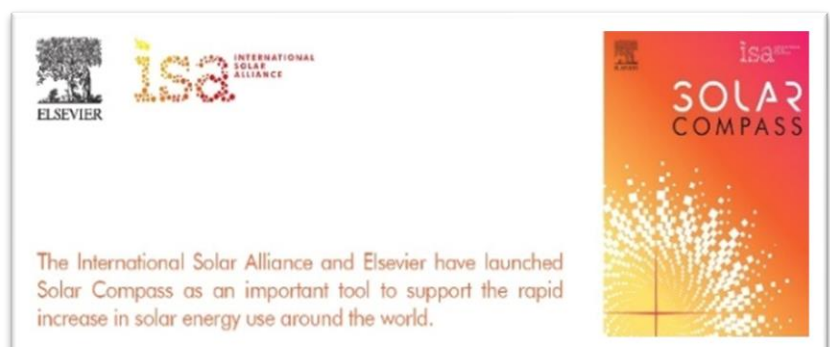 ELSEVIER
isa INTERNATIONAL
SOLAR
ALLIANCE
isa
SOLAR
COMPASS
The International Solar Alliance and Elsevier have launched
Solar Compass as an important tool to support the rapid
increase in solar energy use around the world.